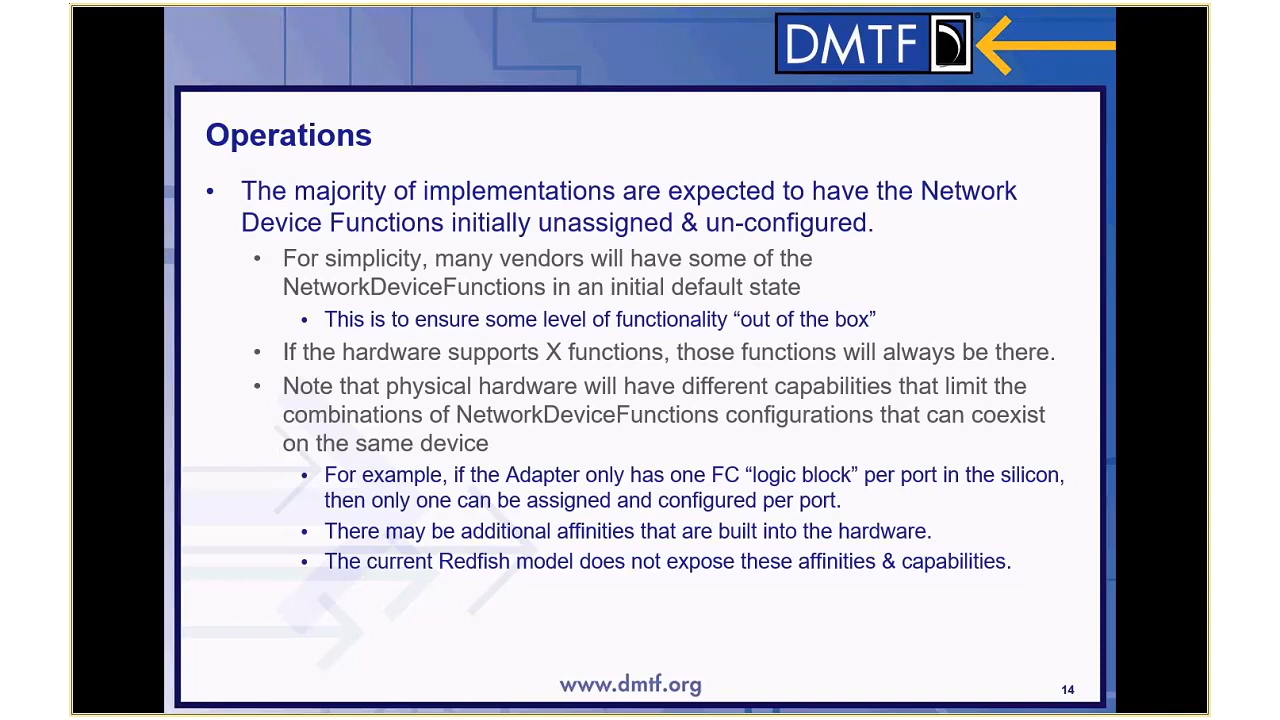 DMTF
Operations
• The majority of implementations are expected to have the Network
Device Functions initially unassigned & un-configured.
• For simplicity, many vendors will have some of the
NetworkDeviceFunctions in an initial default state
• This is to ensure some level of functionality “out of the box”
• If the hardware supports X functions, those functions will always be there.
• Note that physical hardware will have different capabilities that limit the
combinations of NetworkDeviceFunctions configurations that can coexist
on the same device
• For example, if the Adapter only has one FC “logic block” per port in the silicon,
then only one can be assigned and configured per port.
• There may be additional affinities that are built into the hardware.
• The current Redfish model does not expose these affinities & capabilities.
www.dmtf.org
14